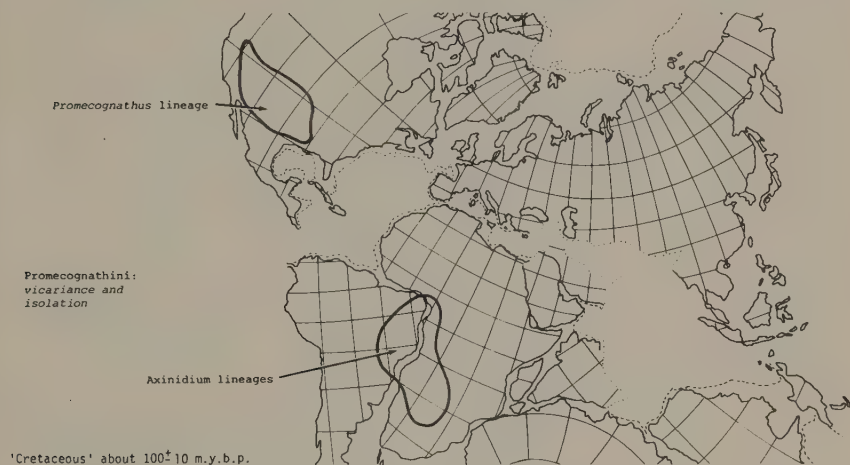 Promecognathus lineage
Promecognathini:
vicariance and
isolation
Axinidium lineages
'Cretaceous' about 100±10 m.y.b.p.